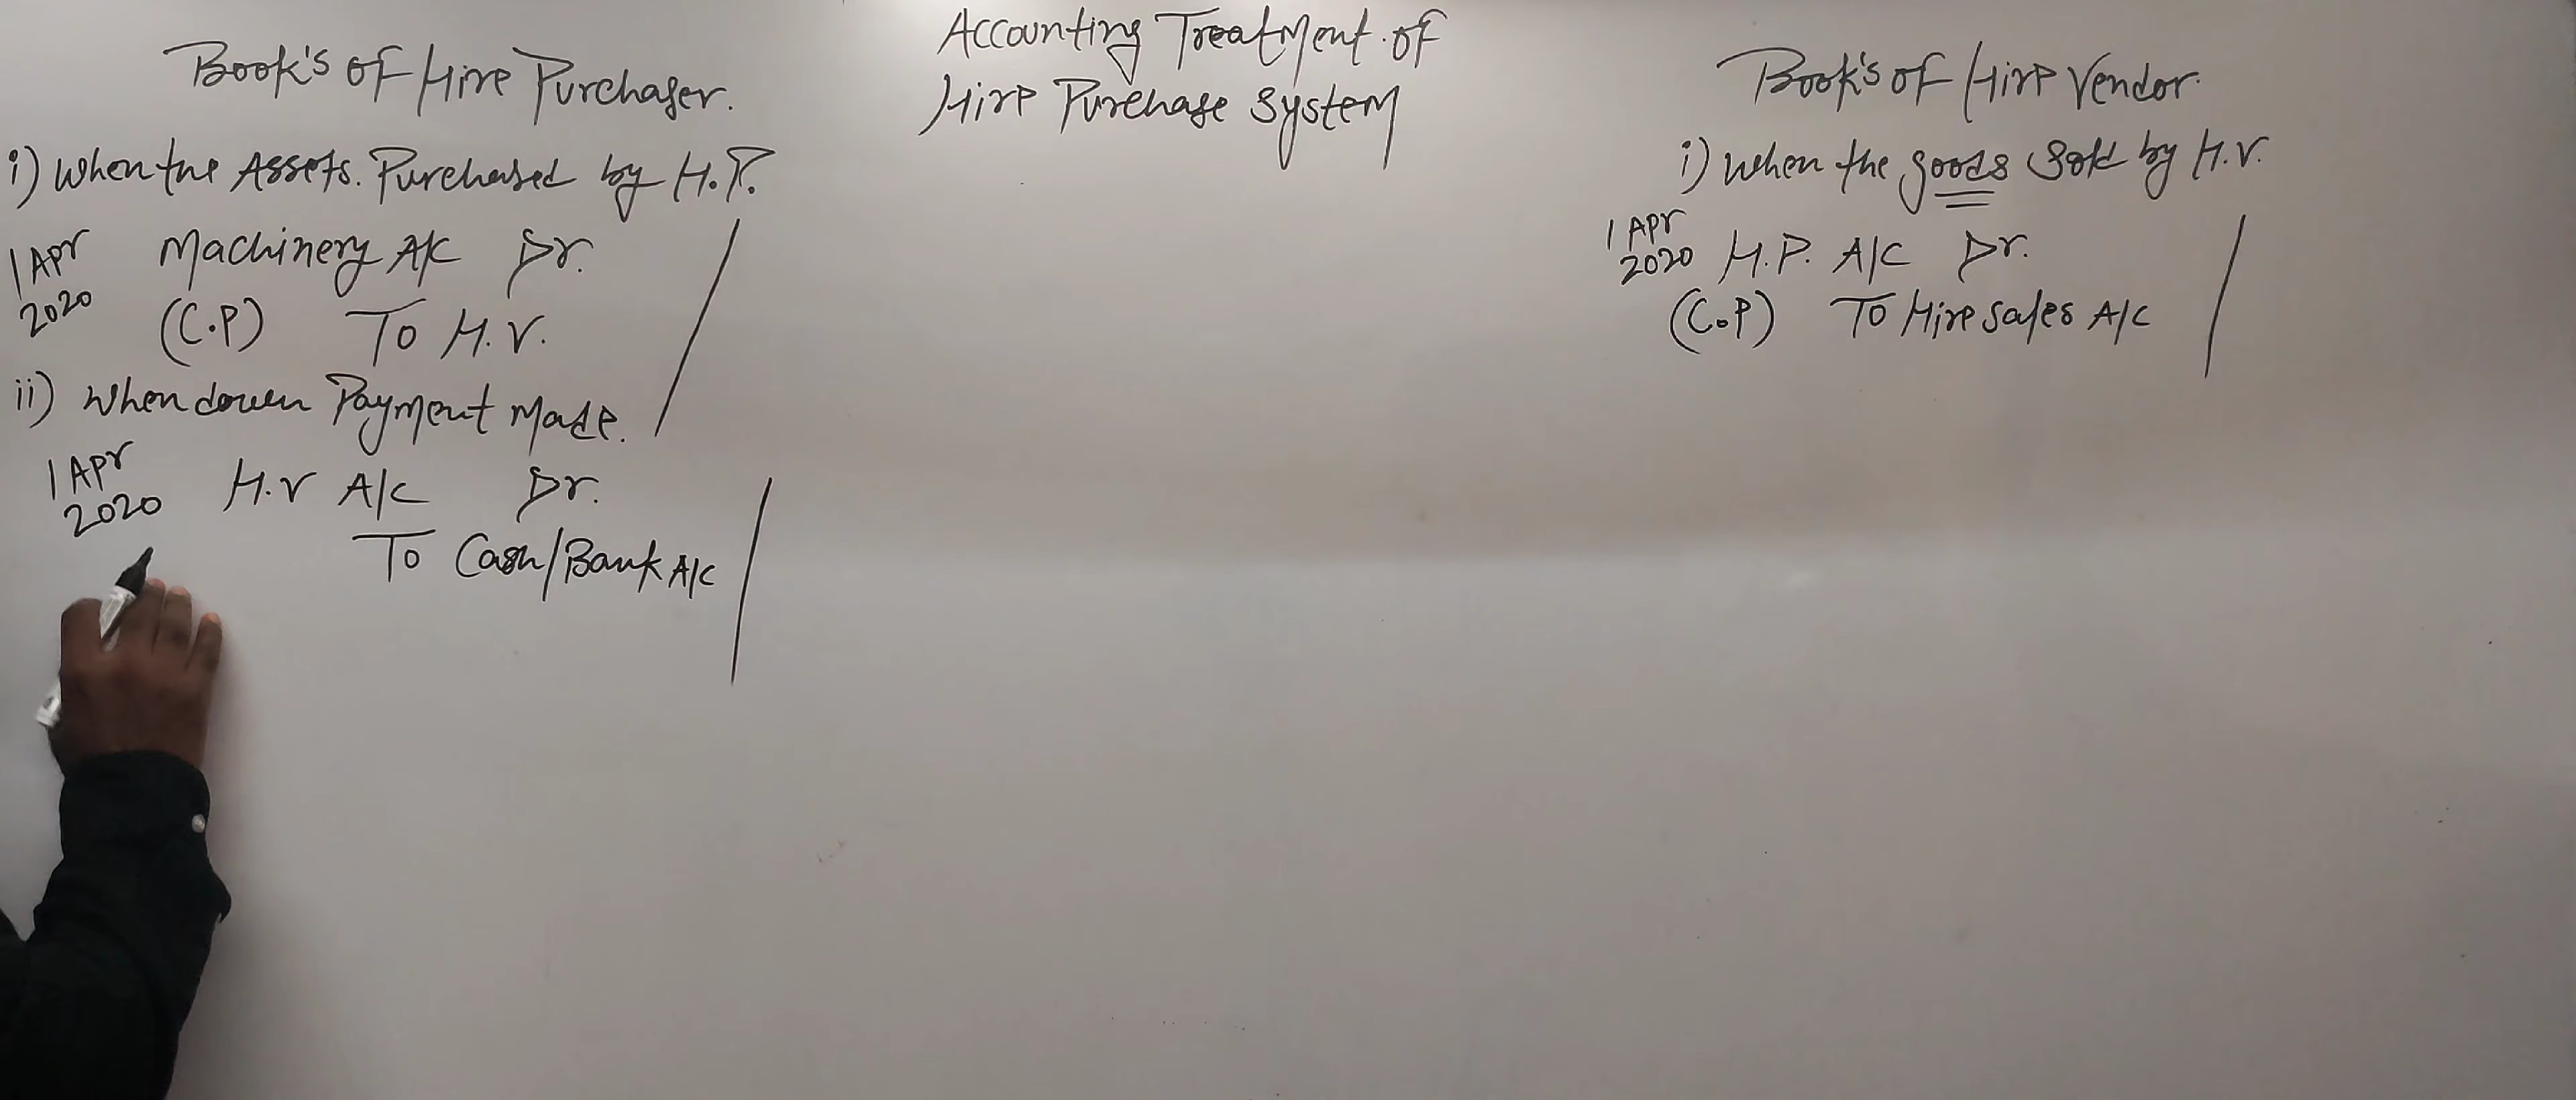 Accounting Treatment of
Hire Purchase System
Book's of Hire Purchaser.
i) When the Assets. Purchased by H.P.
1 Apr
2020
Machinery A/c Dr.
(C.P) To H.V.
ii) When down Payment Made.
1 Apr
2020
H.V A/c Dr.
To Cash/Bank A/c
Book's of Hire Vendor.
i) When the goods Sold by H.V.
1 Apr
2020 H.P. A/c Dr.
(C.P) To Hire Sales A/c